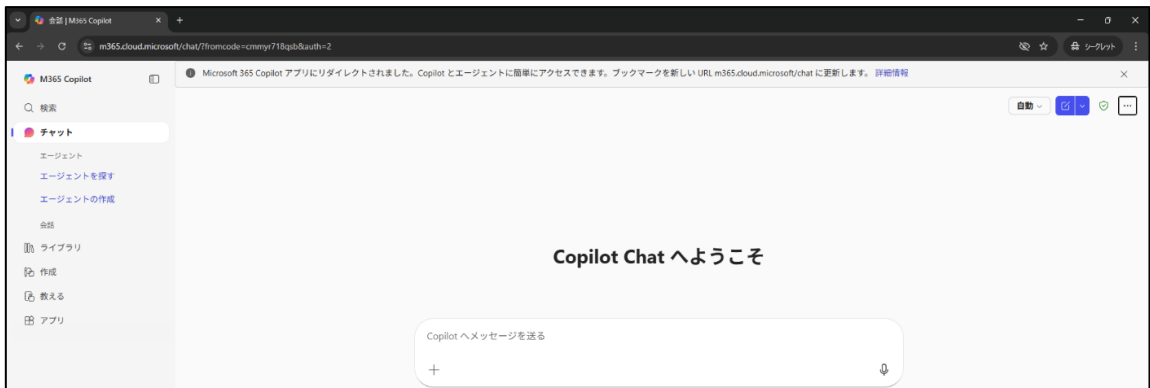 会話 | M365 Copilot
m365.cloud.microsoft/chat/?fromcode=cmmyr718qsb&auth=2
シークレット
M365 Copilot
Microsoft 365 Copilot アプリにリダイレクトされました。Copilot とエージェントに簡単にアクセスできます。ブックマークを新しい URL m365.cloud.microsoft/chat に更新します。 詳細情報
検索
自動
チャット
エージェント
エージェントを探す
エージェントの作成
会話
ライブラリ
作成
教える
アプリ
Copilot Chat へようこそ
Copilot へメッセージを送る